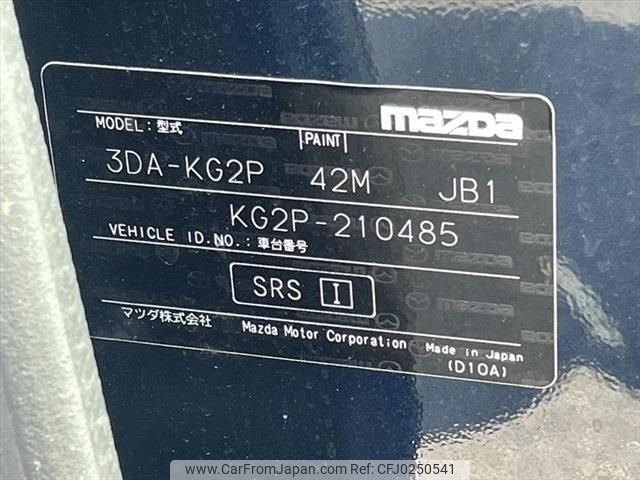 mazda
MODEL: 型式 PAINT
3DA-KG2P 42M JB1
KG2P-210485
VEHICLE ID.NO.: 車台番号
SRS I
マツダ株式会社 Mazda Motor Corporation Made in Japan
(D10A)
www.CarFromJapan.com | CFJ0250541